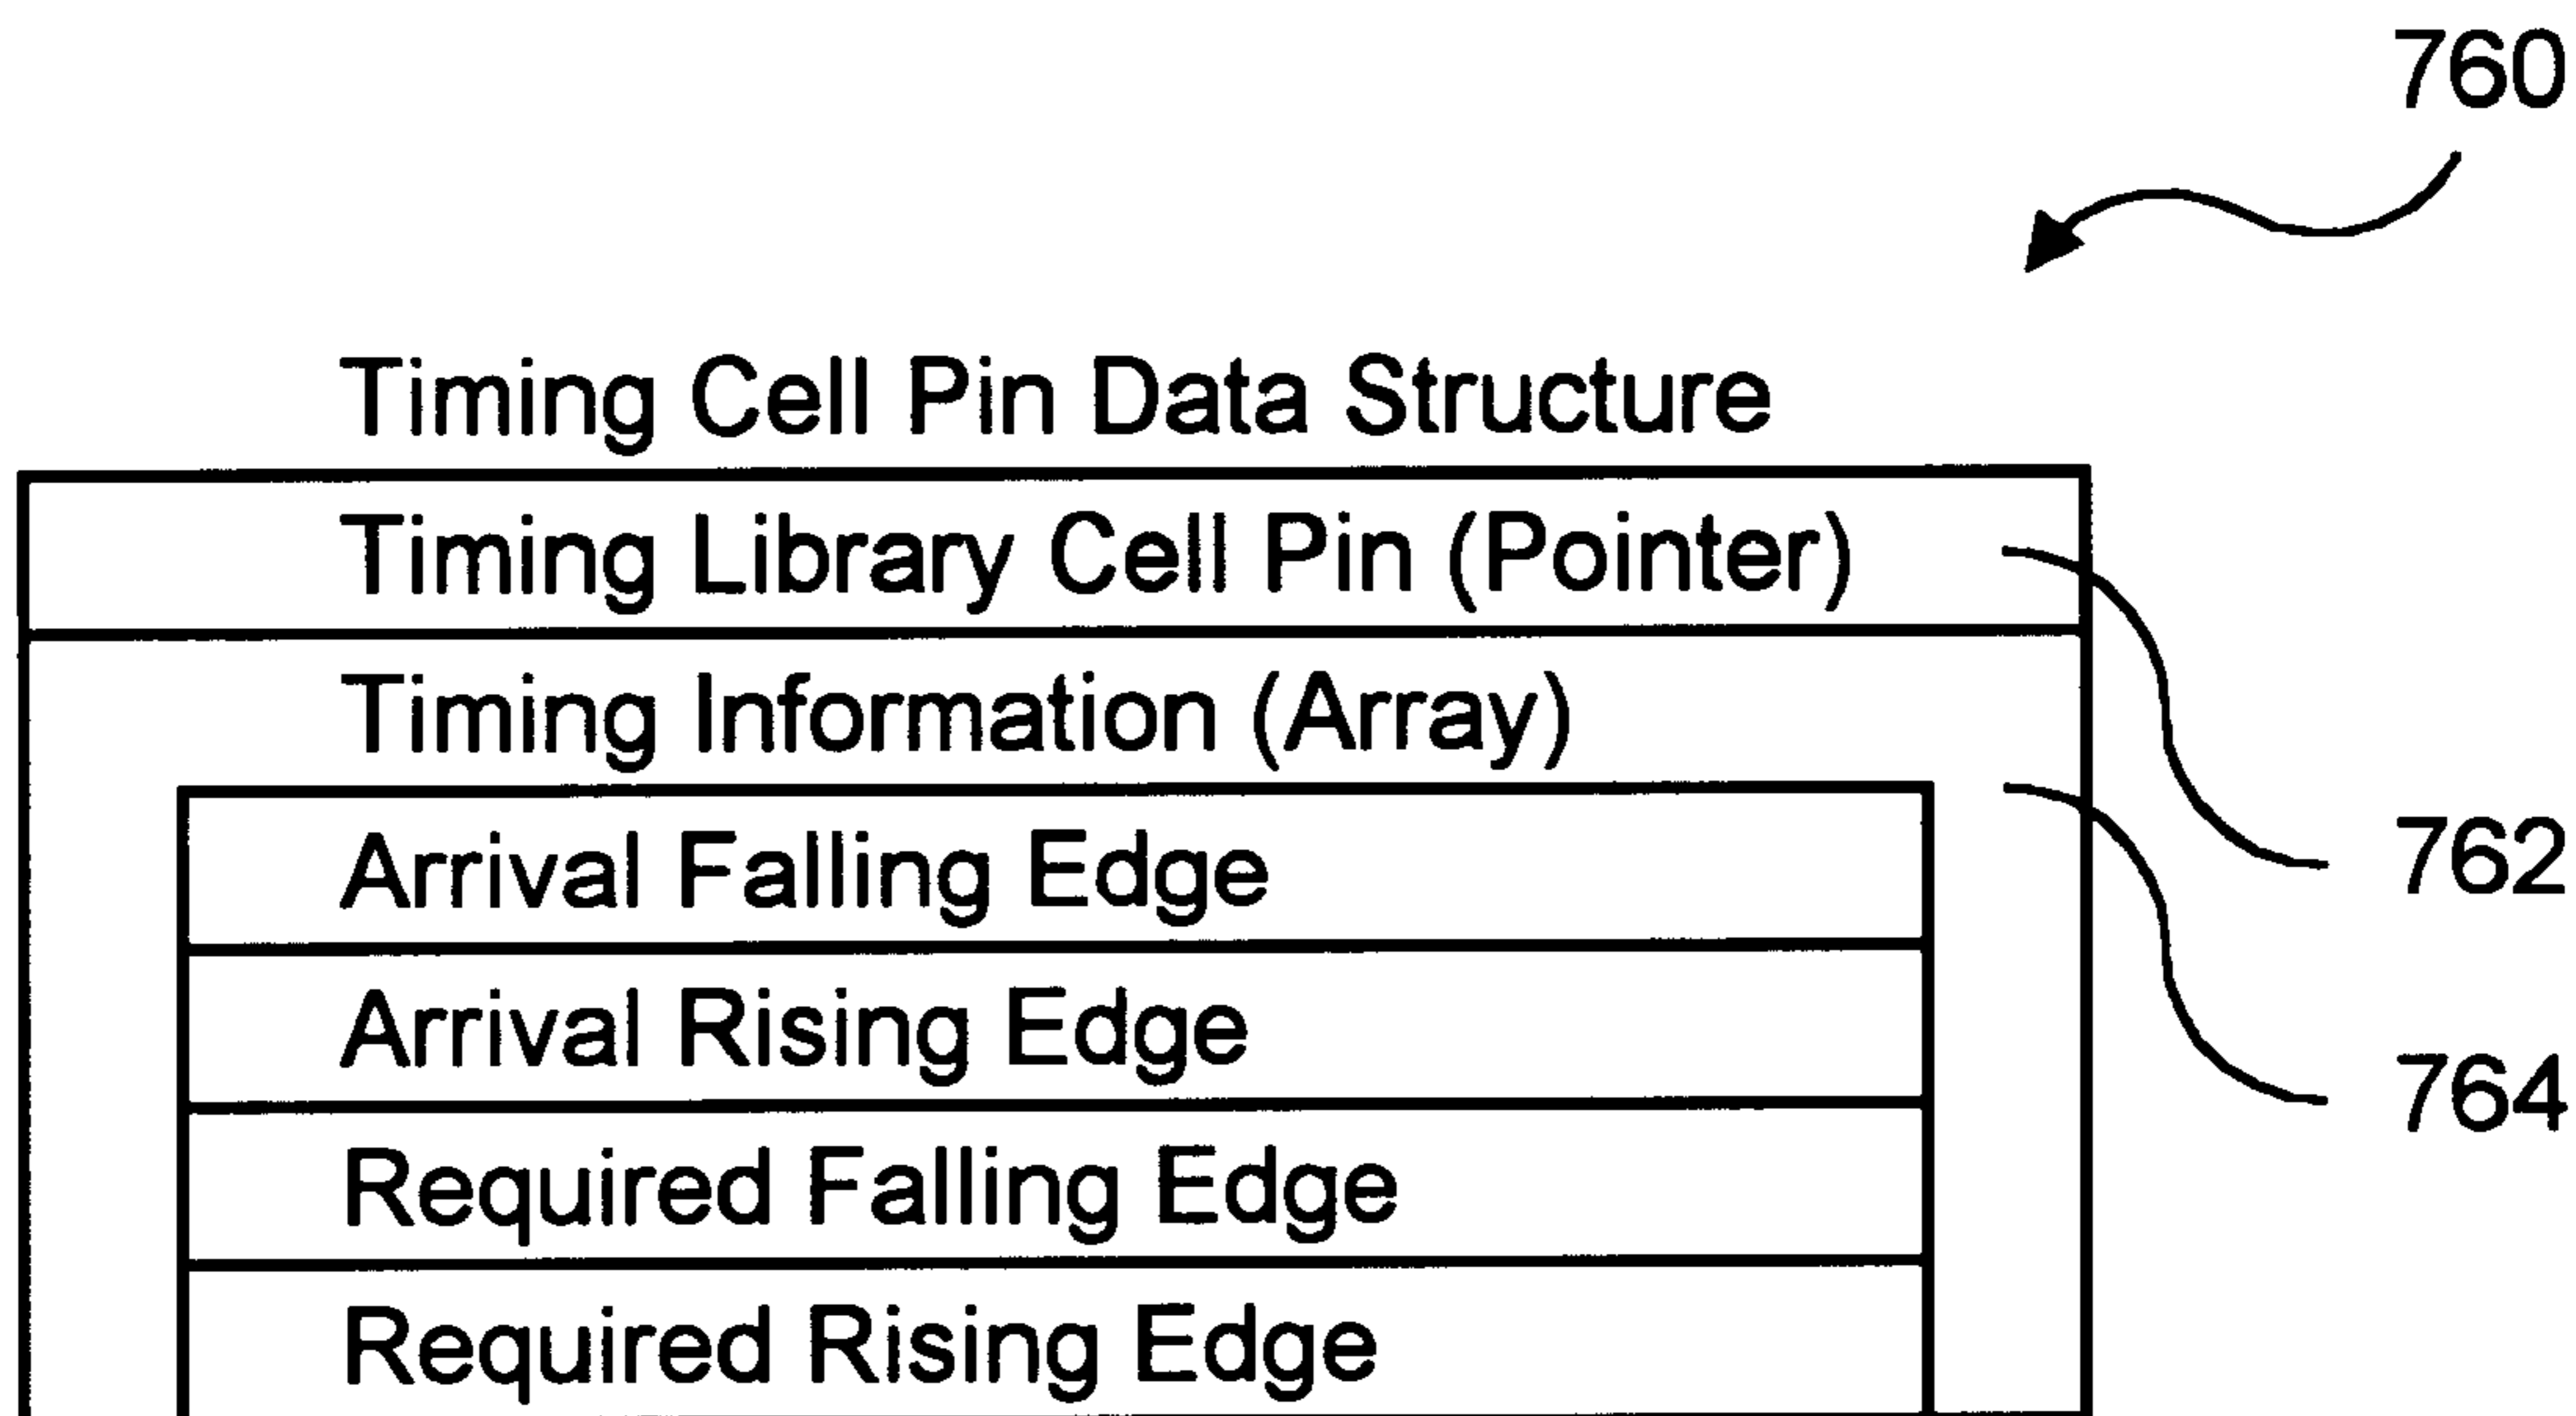 760
Timing Cell Pin Data Structure
Timing Library Cell Pin (Pointer)
Timing Information (Array)
Arrival Falling Edge
762
Arrival Rising Edge
764
Required Falling Edge
Required Rising Edge